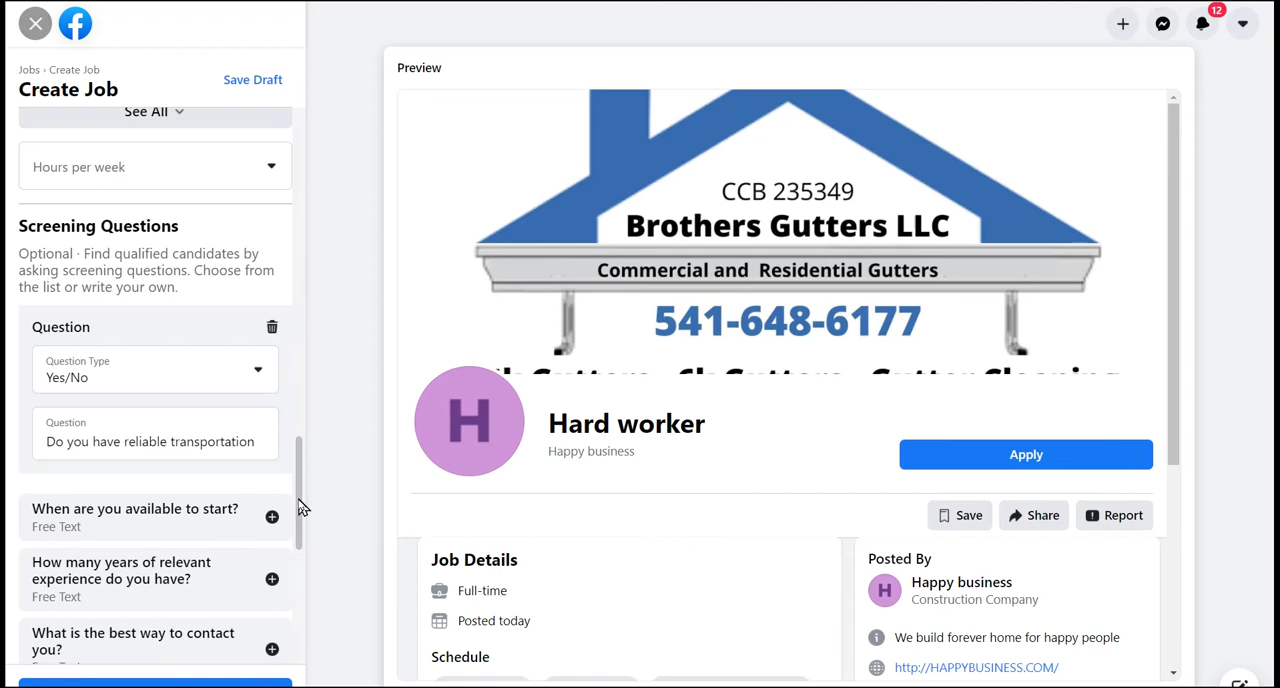 12
Jobs › Create Job
Create Job
Save Draft
See All
Hours per week
Screening Questions
Optional · Find qualified candidates by
asking screening questions. Choose from
the list or write your own.
Question
Question Type
Yes/No
Question
Do you have reliable transportation
When are you available to start?
Free Text
How many years of relevant
experience do you have?
Free Text
What is the best way to contact
you?
Preview
CCB 235349
Brothers Gutters LLC
Commercial and Residential Gutters
541-648-6177
H
Hard worker
Happy business
Apply
Save
Share
Report
Job Details
Full-time
Posted today
Schedule
Posted By
H
Happy business
Construction Company
We build forever home for happy people
http://HAPPYBUSINESS.COM/